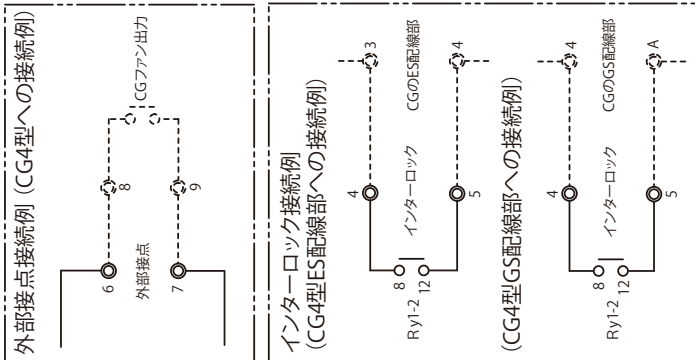 外部接点接続例 (CG4型への接続例)
CGファン出力
8
9
外部接点
6
7
インターロック接続例
(CG4型ES配線部への接続例)
3
CGのES配線部
4
4
インターロック
5
8
12
Ry1-2
(CG4型GS配線部への接続例)
4
CGのGS配線部
A
4
インターロック
5
8
12
Ry1-2